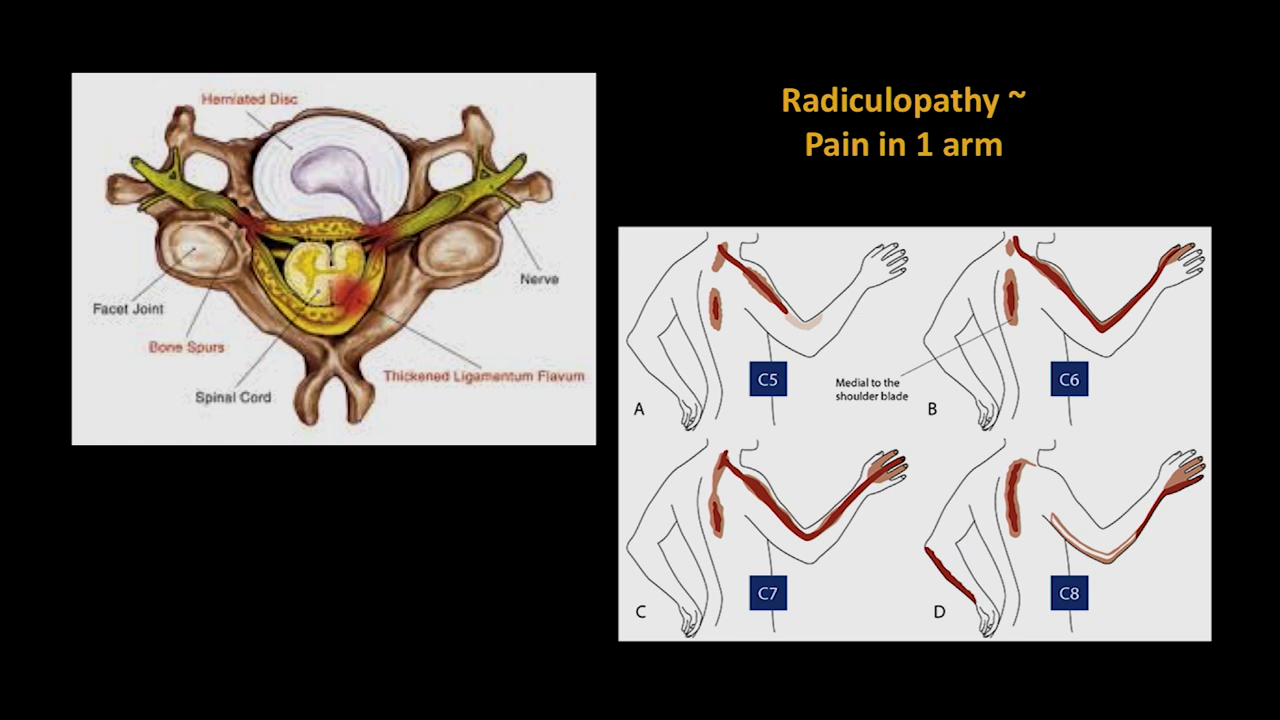 Radiculopathy ~
Pain in 1 arm
Herniated Disc
Nerve
Facet Joint
Bone Spurs
Thickened Ligamentum Flavum
Spinal Cord
C5
C6
Medial to the
shoulder blade
A
B
C7
C8
C
D